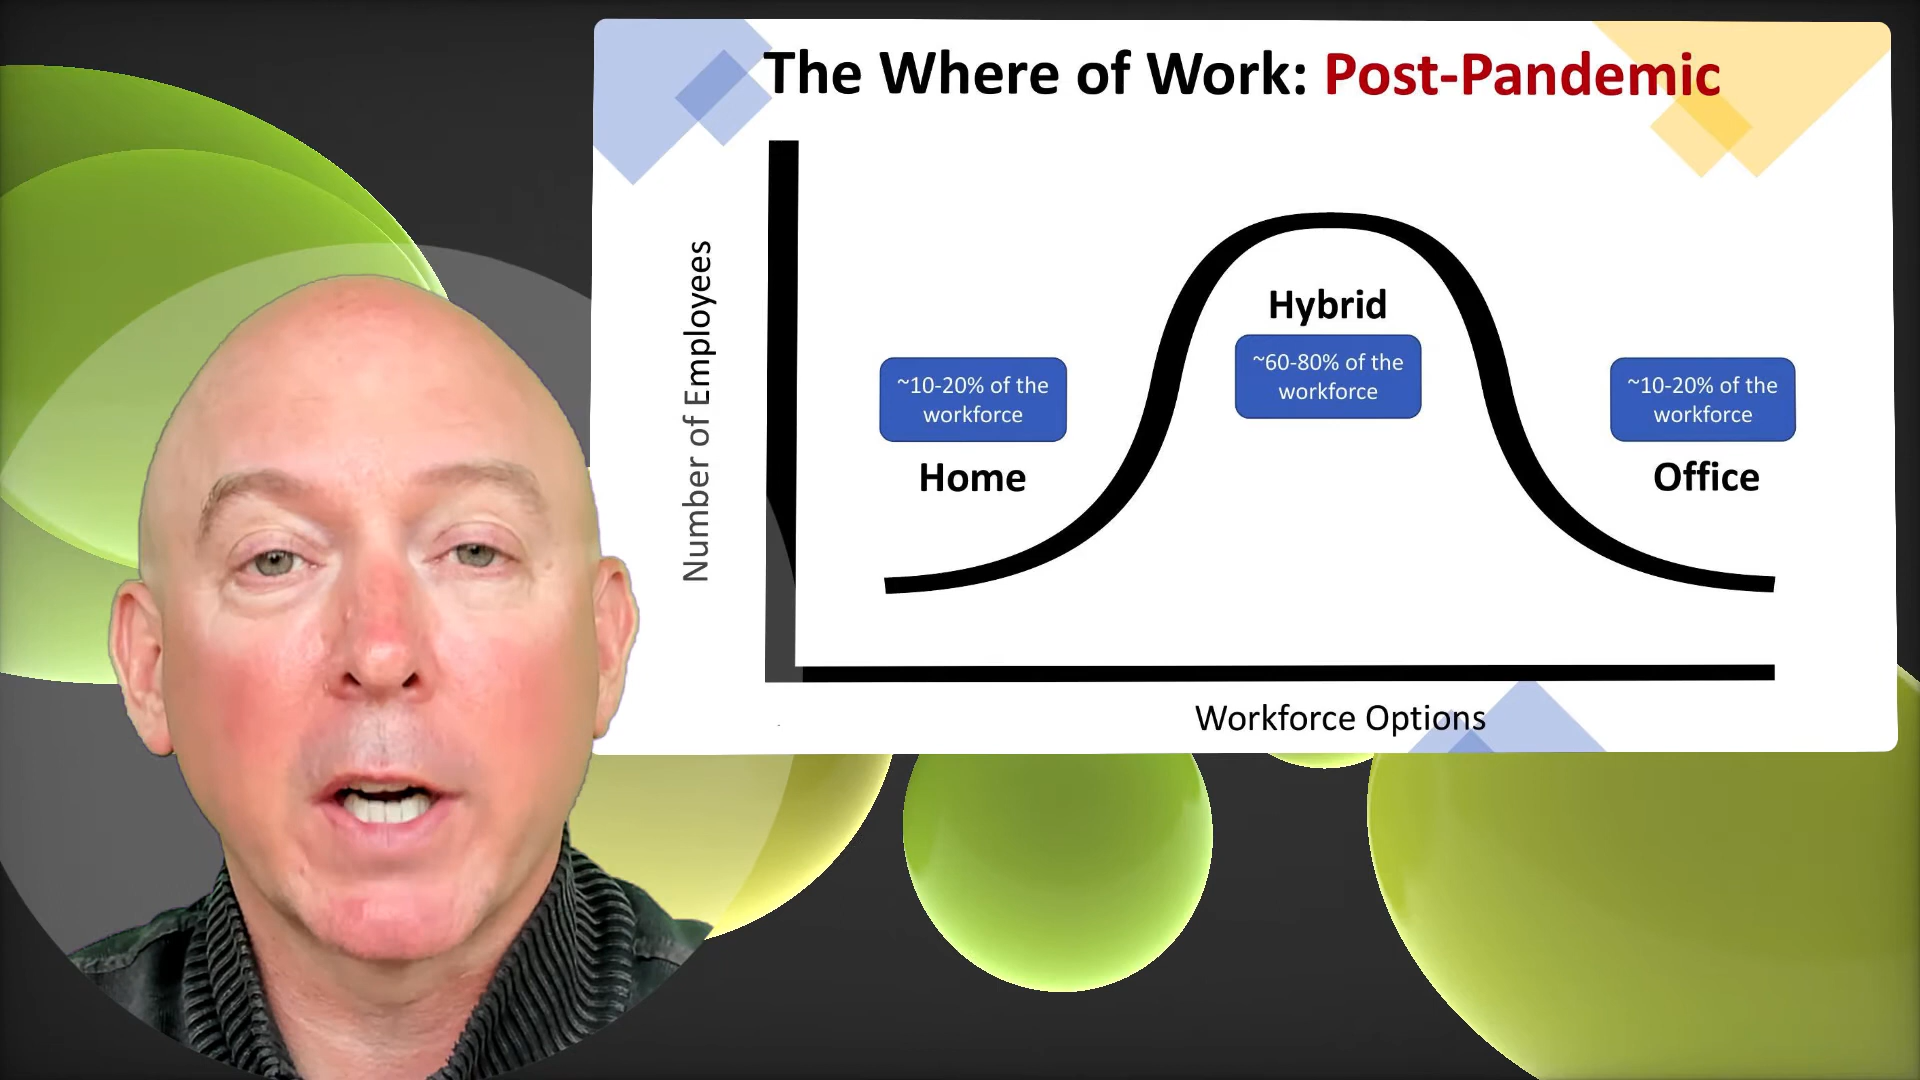 The Where of Work: Post-Pandemic
Number of Employees
Hybrid
~60-80% of the
workforce
~10-20% of the
workforce
Home
~10-20% of the
workforce
Office
Workforce Options